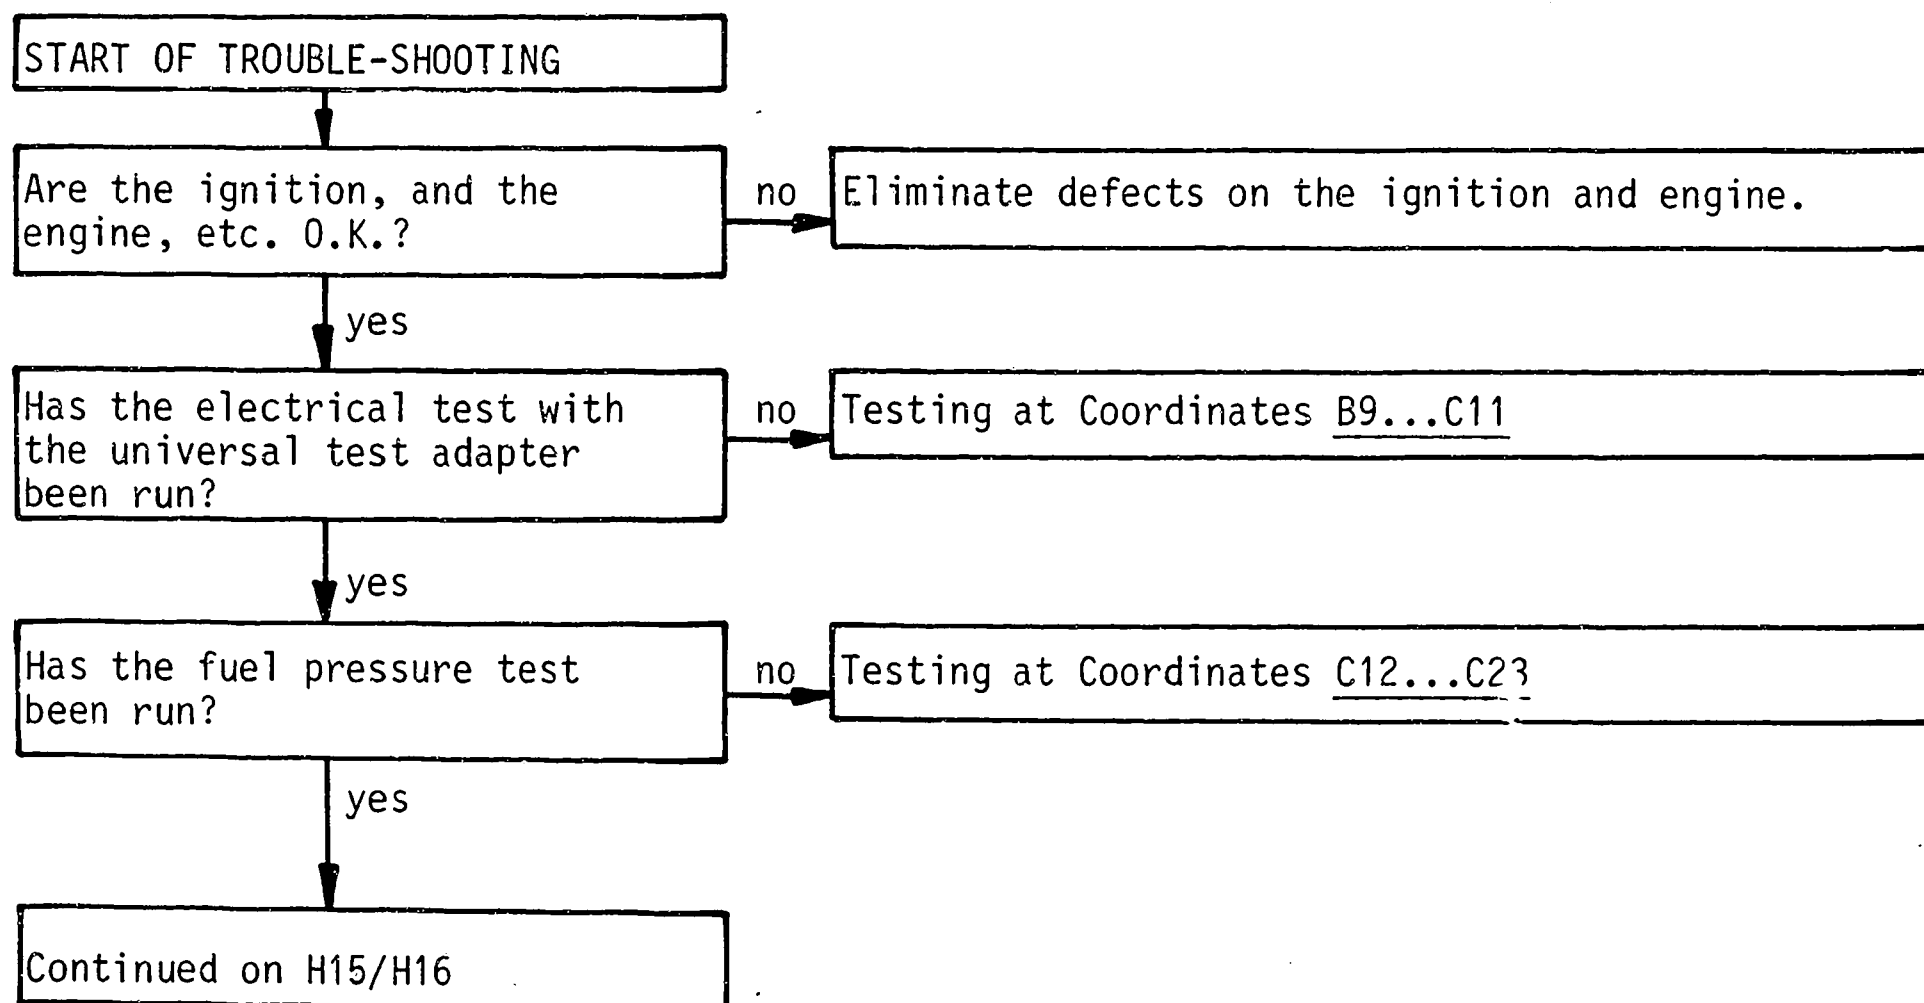 START OF TROUBLE-SHOOTING
Are the ignition, and the
engine, etc. O.K.?
no
Eliminate defects on the ignition and engine.
yes
Has the electrical test with
the universal test adapter
been run?
no
Testing at Coordinates B9...C11
yes
Has the fuel pressure test
been run?
no
Testing at Coordinates C12...C23
yes
Continued on H15/H16